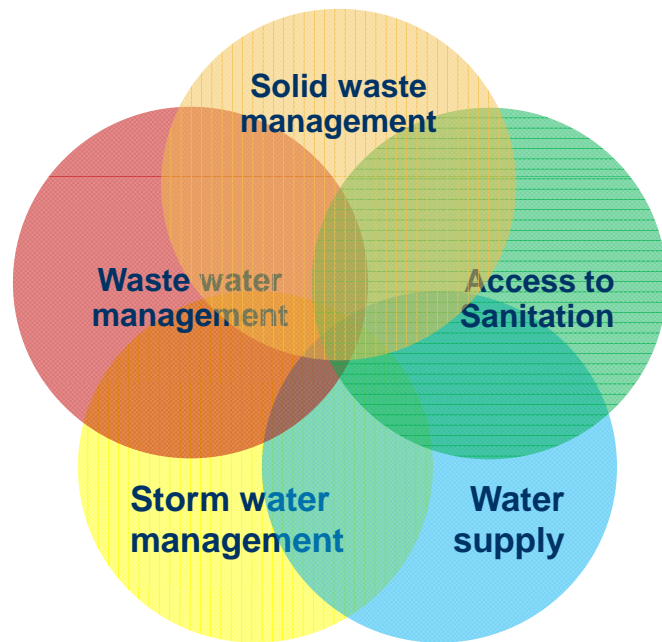 Solid waste
management
Waste water
management
Access to
Sanitation
Storm water
management
Water
supply